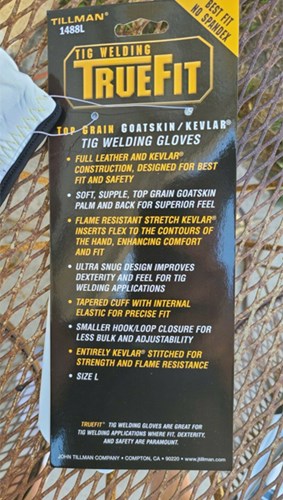 TILLMAN®
1488L
BEST FIT
NO SPANDEX
TIG WELDING
TRUEFIT
TOP GRAIN GOATSKIN/KEVLAR®
TIG WELDING GLOVES
• FULL LEATHER AND KEVLAR®
CONSTRUCTION, DESIGNED FOR BEST
FIT AND SAFETY
• SOFT, SUPPLE, TOP GRAIN GOATSKIN
PALM AND BACK FOR SUPERIOR FEEL
• FLAME RESISTANT STRETCH KEVLAR®
INSERTS FLEX TO THE CONTOURS OF
THE HAND, ENHANCING COMFORT
AND FIT
• ULTRA SNUG DESIGN IMPROVES
DEXTERITY AND FEEL FOR TIG
WELDING APPLICATIONS
• TAPERED CUFF WITH INTERNAL
ELASTIC FOR PRECISE FIT
• SMALLER HOOK/LOOP CLOSURE FOR
LESS BULK AND ADJUSTABILITY
• ENTIRELY KEVLAR® STITCHED FOR
STRENGTH AND FLAME RESISTANCE
• SIZE L
TRUEFIT™ TIG WELDING GLOVES ARE GREAT FOR
TIG WELDING APPLICATIONS WHERE FIT, DEXTERITY,
AND SAFETY ARE PARAMOUNT.
JOHN TILLMAN COMPANY • COMPTON, CA • 90220 • www.jtillman.com